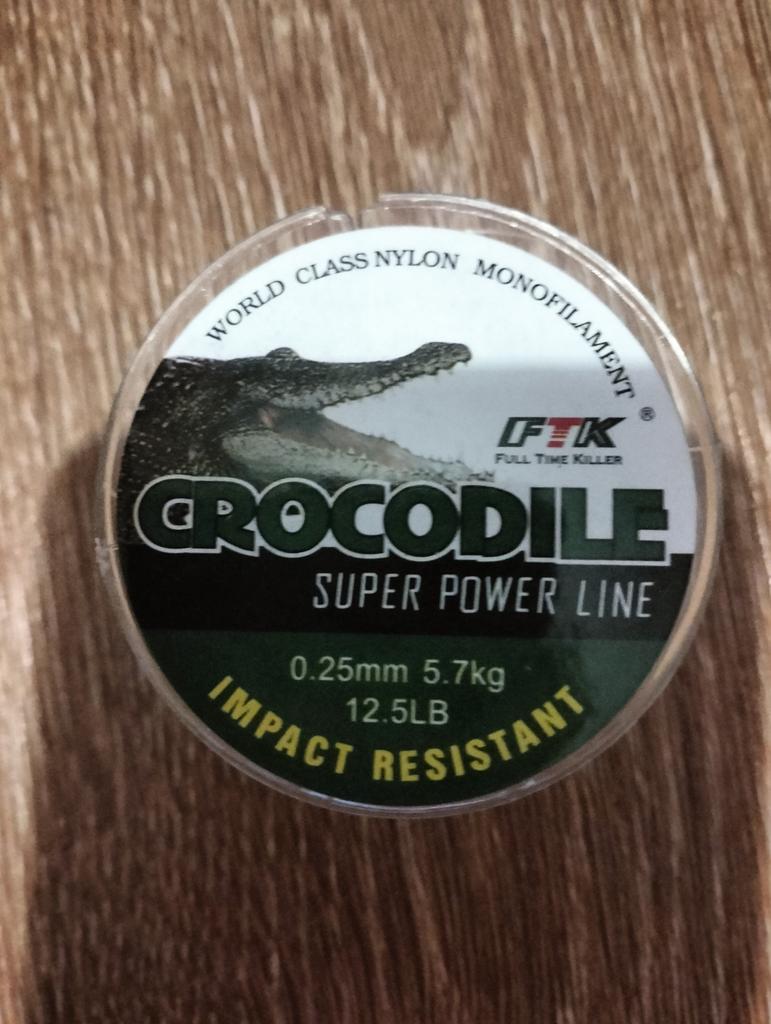 WORLD CLASS NYLON MONOFILAMENT
FTK ®
FULL TIME KILLER
CROCODILE
SUPER POWER LINE
0.25mm 5.7kg
12.5LB
IMPACT RESISTANT